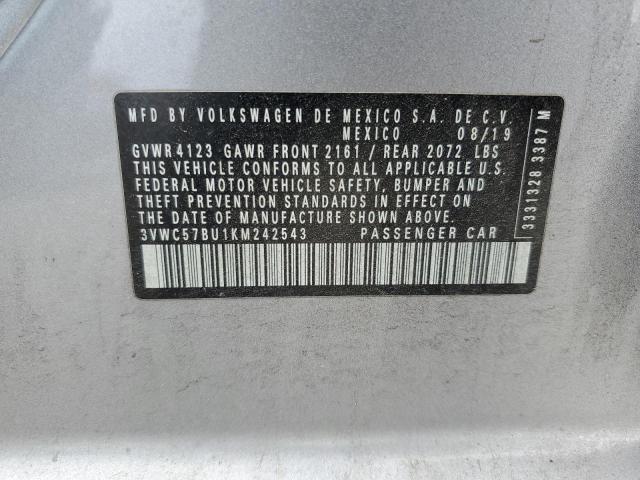 MFD BY VOLKSWAGEN DE MEXICO S.A. DE C.V.
MEXICO 08/19
GVWR 4123 GAWR FRONT 2161 / REAR 2072 LBS
THIS VEHICLE CONFORMS TO ALL APPLICABLE U.S.
FEDERAL MOTOR VEHICLE SAFETY, BUMPER AND
THEFT PREVENTION STANDARDS IN EFFECT ON
THE DATE OF MANUFACTURE SHOWN ABOVE.
3VWC57BU1KM242543 PASSENGER CAR
3331328 3387 M